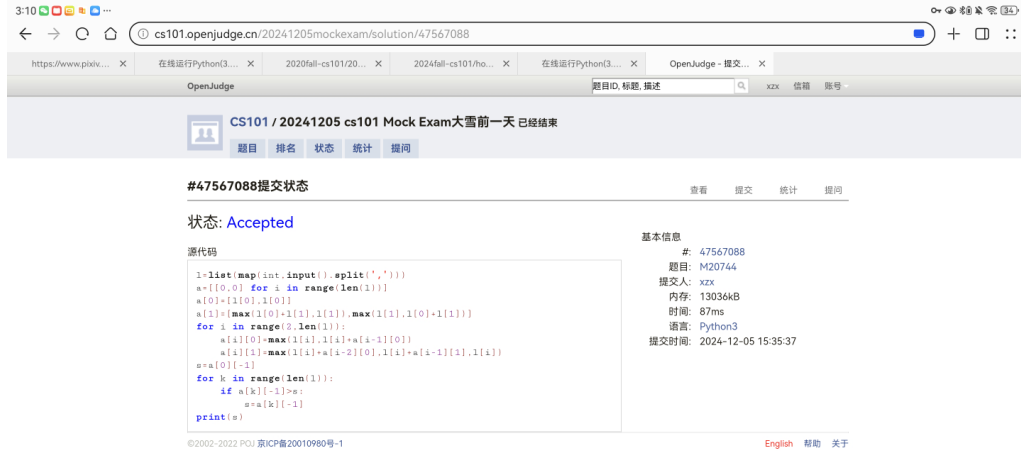 3:10
34
cs101.openjudge.cn/20241205mockexam/solution/47567088
https://www.pixiv.... ×
在线运行Python(3.... ×
2020fall-cs101/20... ×
2024fall-cs101/ho... ×
在线运行Python(3.... ×
OpenJudge - 提交... ×
OpenJudge
题目ID, 标题, 描述
xzx 信箱 账号
CS101 / 20241205 cs101 Mock Exam大雪前一天 已经结束
题目 排名 状态 统计 提问
#47567088提交状态
查看 提交 统计 提问
状态: Accepted
源代码
l=list(map(int,input().split(',')))
a=[[0,0] for i in range(len(l))]
a[0]=[l[0],l[0]]
a[1]=[max(l[0]+l[1],l[1]),max(l[1],l[0]+l[1])]
for i in range(2,len(l)):
    a[i][0]=max(l[i],l[i]+a[i-1][0])
    a[i][1]=max(l[i]+a[i-2][0],l[i]+a[i-1][1],l[i])
s=a[0][-1]
for k in range(len(l)):
    if a[k][-1]>s:
        s=a[k][-1]
print(s)
基本信息
#: 47567088
题目: M20744
提交人: xzx
内存: 13036kB
时间: 87ms
语言: Python3
提交时间: 2024-12-05 15:35:37
©2002-2022 POJ 京ICP备20010980号-1
English 帮助 关于